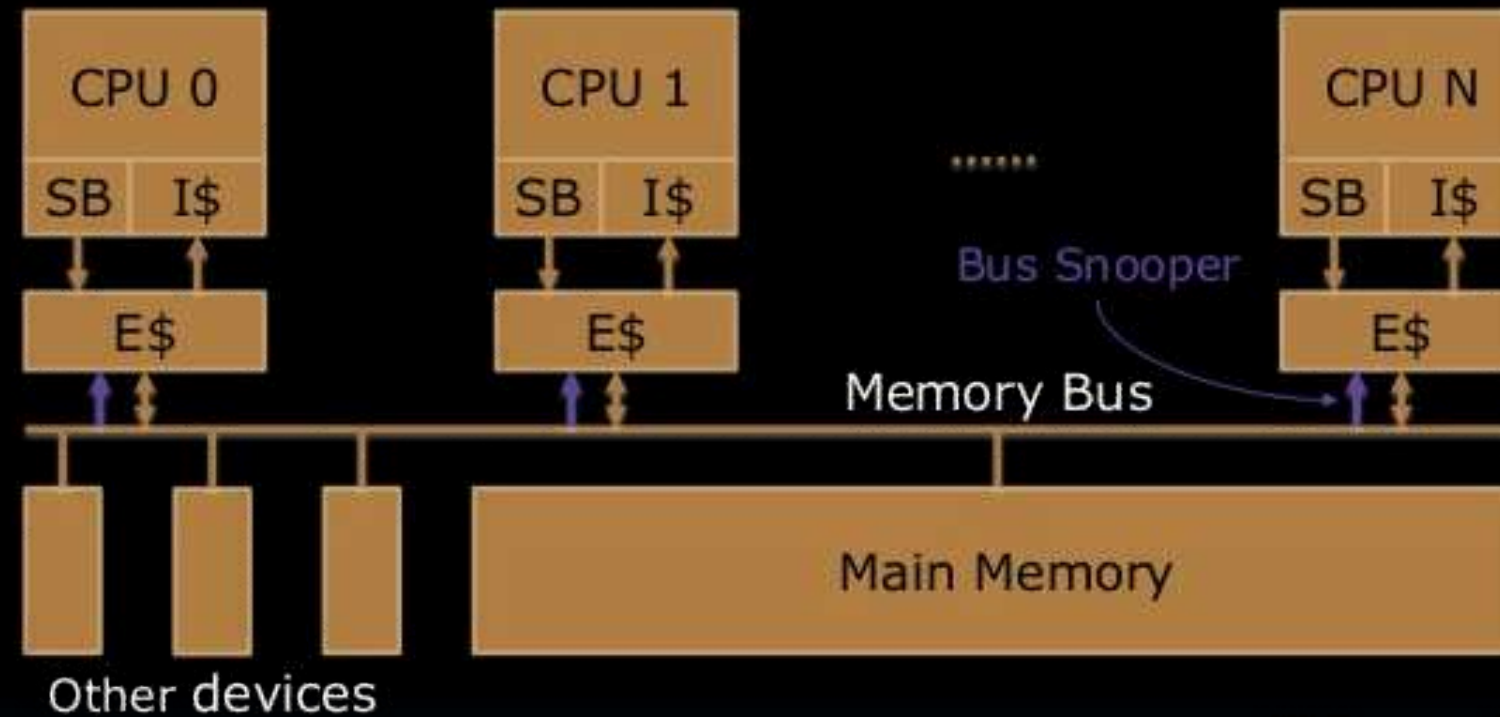 CPU 0
CPU 1
CPU N
SB I$
SB I$
......
SB I$
Bus Snooper
E$
E$
E$
Memory Bus
Main Memory
Other devices